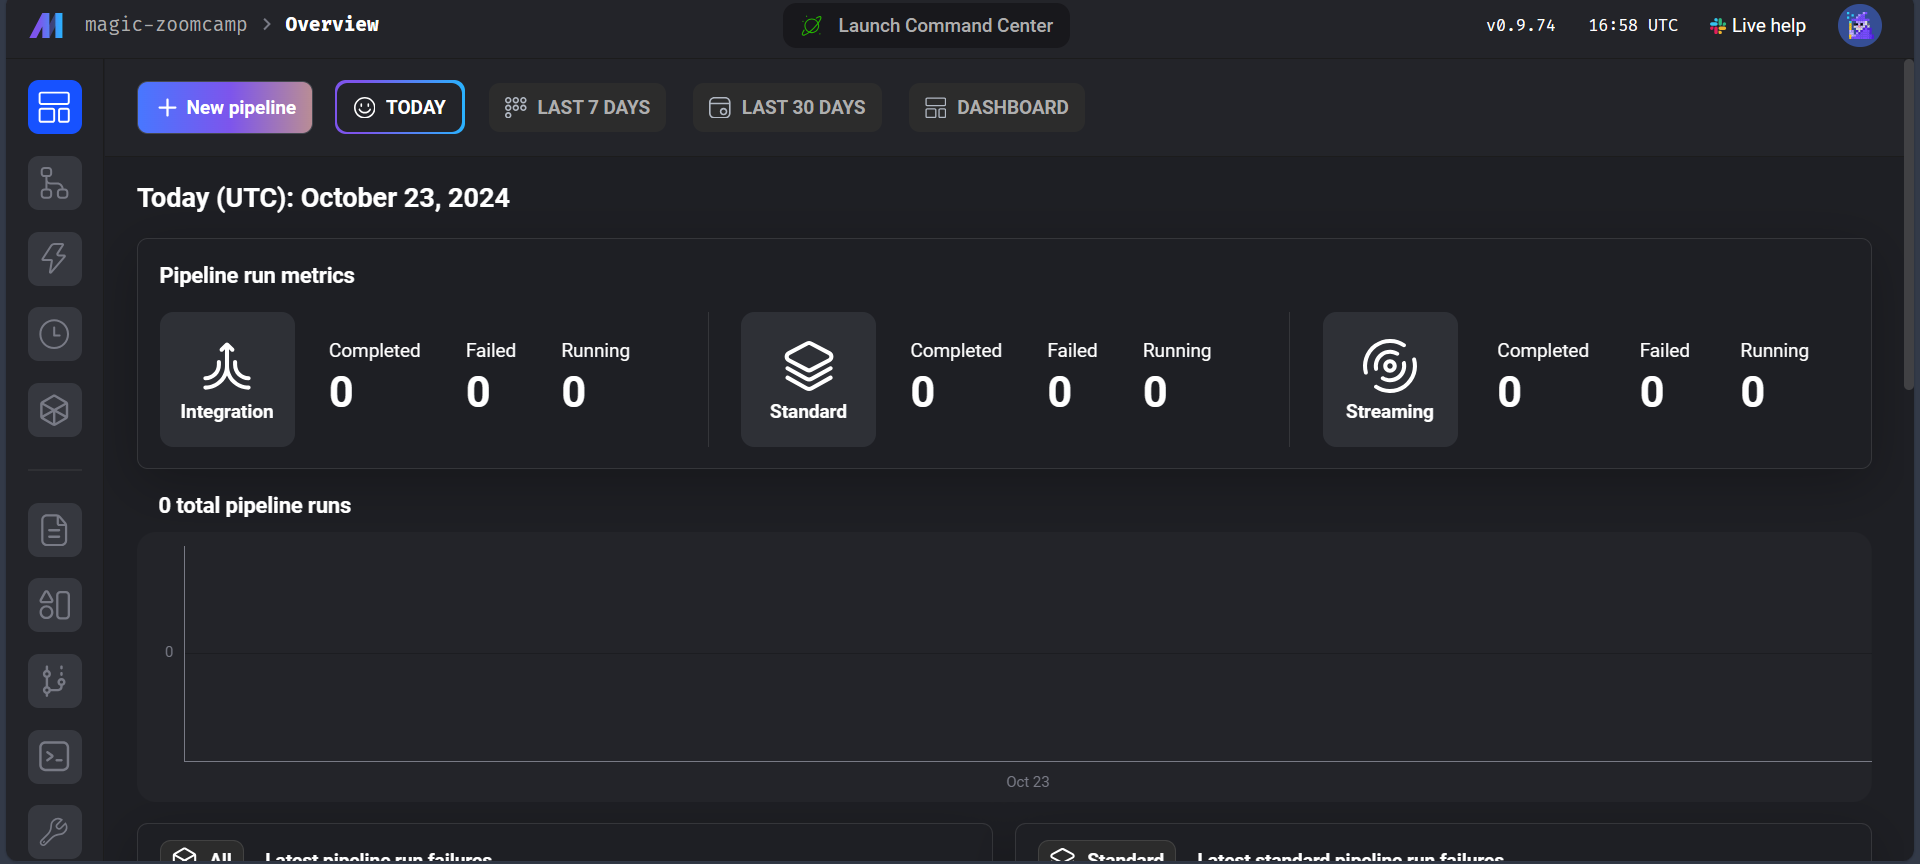 magic-zoomcamp > Overview
Launch Command Center
v0.9.74 16:58 UTC Live help
New pipeline TODAY LAST 7 DAYS LAST 30 DAYS DASHBOARD
Today (UTC): October 23, 2024
Pipeline run metrics
Integration Completed 0 Failed 0 Running 0
Standard Completed 0 Failed 0 Running 0
Streaming Completed 0 Failed 0 Running 0
0 total pipeline runs
0
Oct 23
All Latest pipeline run failures
Standard Latest standard pipeline run failures